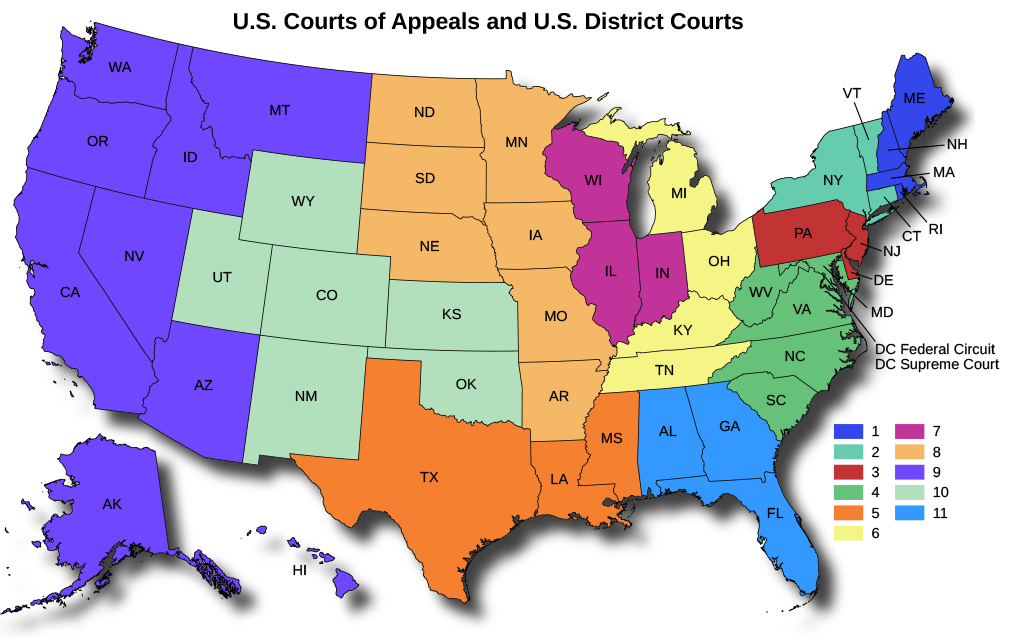 U.S. Courts of Appeals and U.S. District Courts
WA
MT
ND
MN
VT
ME
OR
ID
NH
SD
WI
MI
NY
MA
WY
RI
CT
NV
UT
NE
IA
PA
NJ
CA
CO
IL
IN
OH
DE
KS
MO
WV
VA
MD
KY
DC Federal Circuit
DC Supreme Court
AZ
NM
OK
AR
TN
NC
SC
TX
LA
MS
AL
GA
FL
AK
HI
1 7
2 8
3 9
4 10
5 11
6